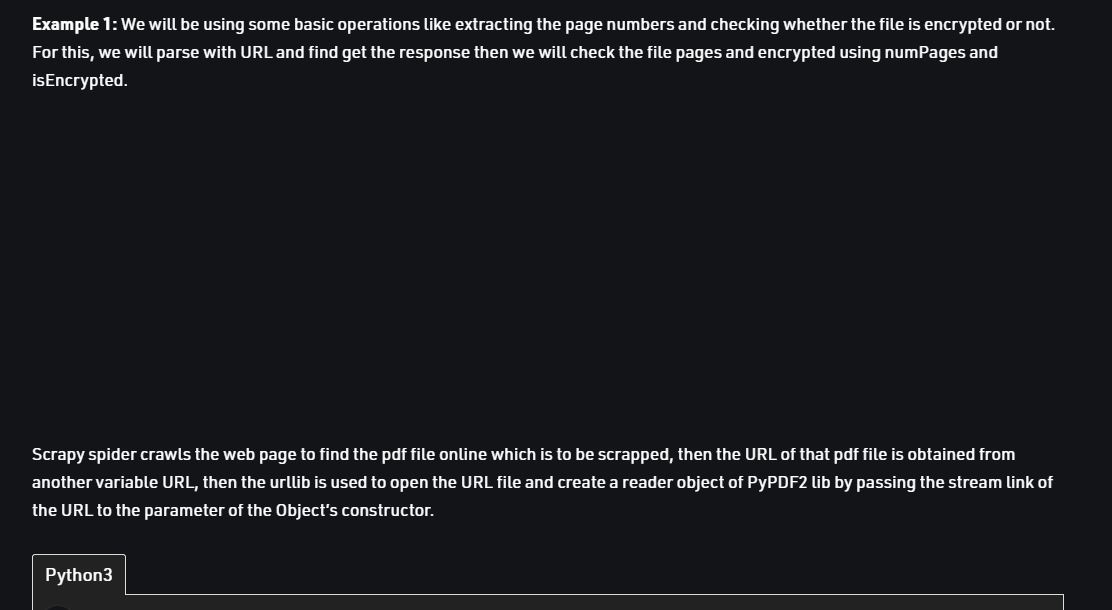 Example 1: We will be using some basic operations like extracting the page numbers and checking whether the file is encrypted or not.
For this, we will parse with URL and find get the response then we will check the file pages and encrypted using numPages and
isEncrypted.
Scrapy spider crawls the web page to find the pdf file online which is to be scrapped, then the URL of that pdf file is obtained from
another variable URL, then the urllib is used to open the URL file and create a reader object of PyPDF2 lib by passing the stream link of
the URL to the parameter of the Object's constructor.
Python3